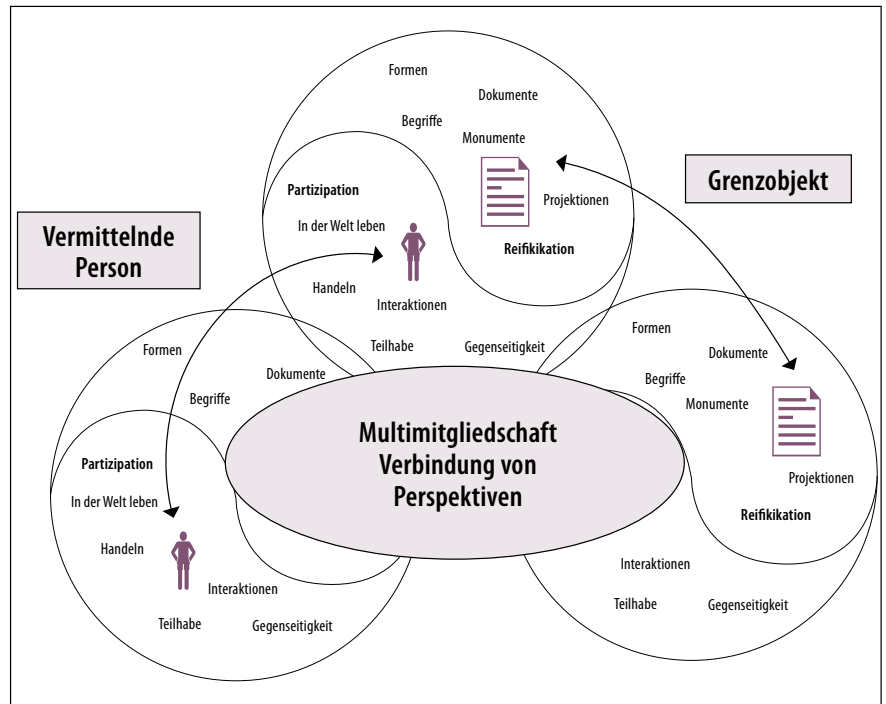 Formen
Dokumente
Begriffe
Monumente
Partizipation
Projektionen
In der Welt leben
Reifikikation
Handeln
Interaktionen
Teilhabe
Gegenseitigkeit
Grenzobjekt
Vermittelnde
Person
Formen
Dokumente
Begriffe
Partizipation
In der Welt leben
Handeln
Interaktionen
Teilhabe
Gegenseitigkeit
Multimitgliedschaft
Verbindung von
Perspektiven
Formen
Dokumente
Begriffe
Monumente
Projektionen
Reifikikation
Interaktionen
Teilhabe
Gegenseitigkeit